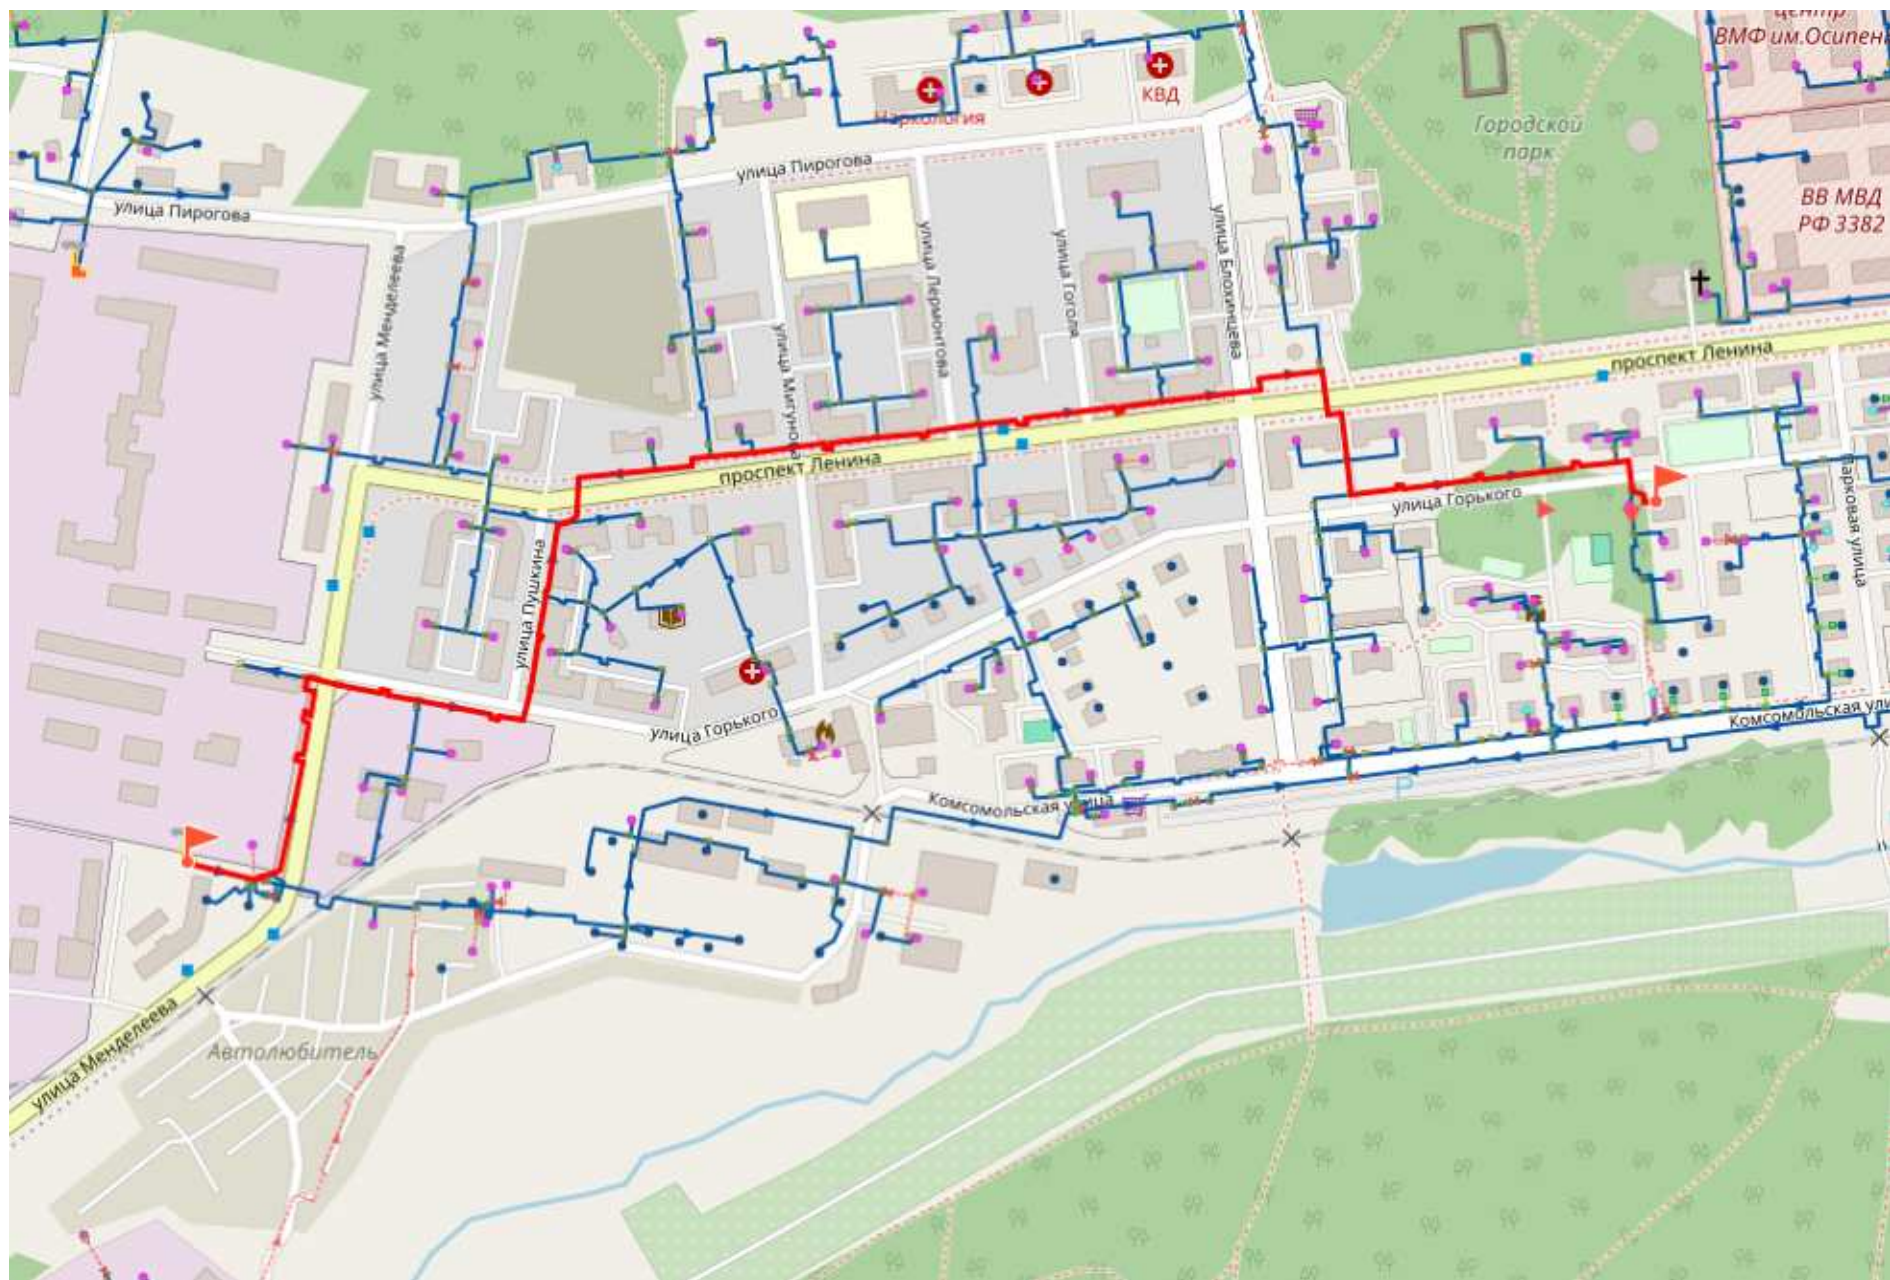 центр
ВМФ им.Осипен
КВД
Наркология
Городской
парк
улица Пирогова
ВВ МВД
РФ 3382
улица Пирогова
улица Менделеева
улица Мигунова
улица Лермонтова
улица Гоголя
улица Блохинцева
проспект Ленина
проспект Ленина
улица Горького
Парковая улица
улица Пушкина
улица Горького
Комсомольская ули
Комсомольская улица
P
улица Менделеева
Автолюбитель